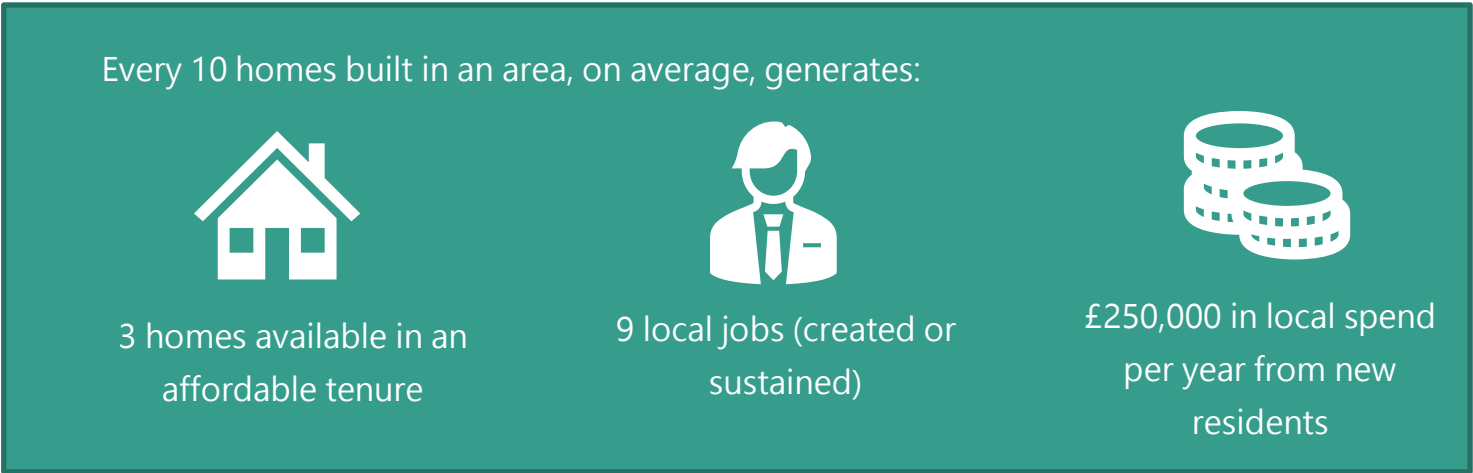 Every 10 homes built in an area, on average, generates:
3 homes available in an
affordable tenure
9 local jobs (created or
sustained)
£250,000 in local spend
per year from new
residents